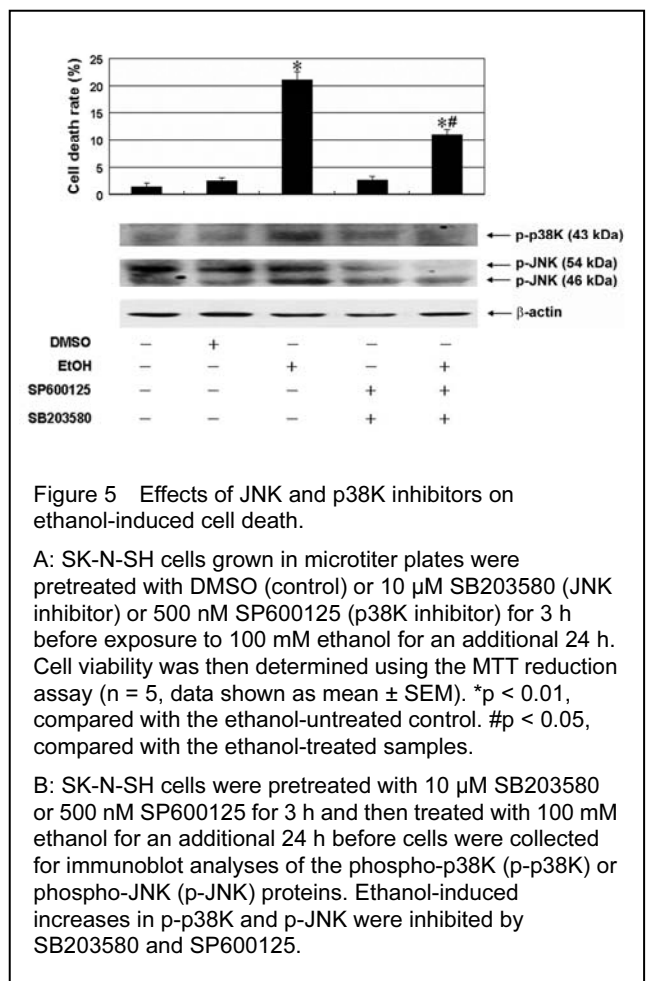 Cell death rate (%)
25
20
15
10
5
0
*
*#
p-p38K (43 kDa)
p-JNK (54 kDa)
p-JNK (46 kDa)
β-actin
DMSO − + − − −
EtOH − − + − +
SP600125 − − − + +
SB203580 − − − + +
Figure 5 Effects of JNK and p38K inhibitors on
ethanol-induced cell death.
A: SK-N-SH cells grown in microtiter plates were
pretreated with DMSO (control) or 10 µM SB203580 (JNK
inhibitor) or 500 nM SP600125 (p38K inhibitor) for 3 h
before exposure to 100 mM ethanol for an additional 24 h.
Cell viability was then determined using the MTT reduction
assay (n = 5, data shown as mean ± SEM). *p < 0.01,
compared with the ethanol-untreated control. #p < 0.05,
compared with the ethanol-treated samples.
B: SK-N-SH cells were pretreated with 10 µM SB203580
or 500 nM SP600125 for 3 h and then treated with 100 mM
ethanol for an additional 24 h before cells were collected
for immunoblot analyses of the phospho-p38K (p-p38K) or
phospho-JNK (p-JNK) proteins. Ethanol-induced
increases in p-p38K and p-JNK were inhibited by
SB203580 and SP600125.